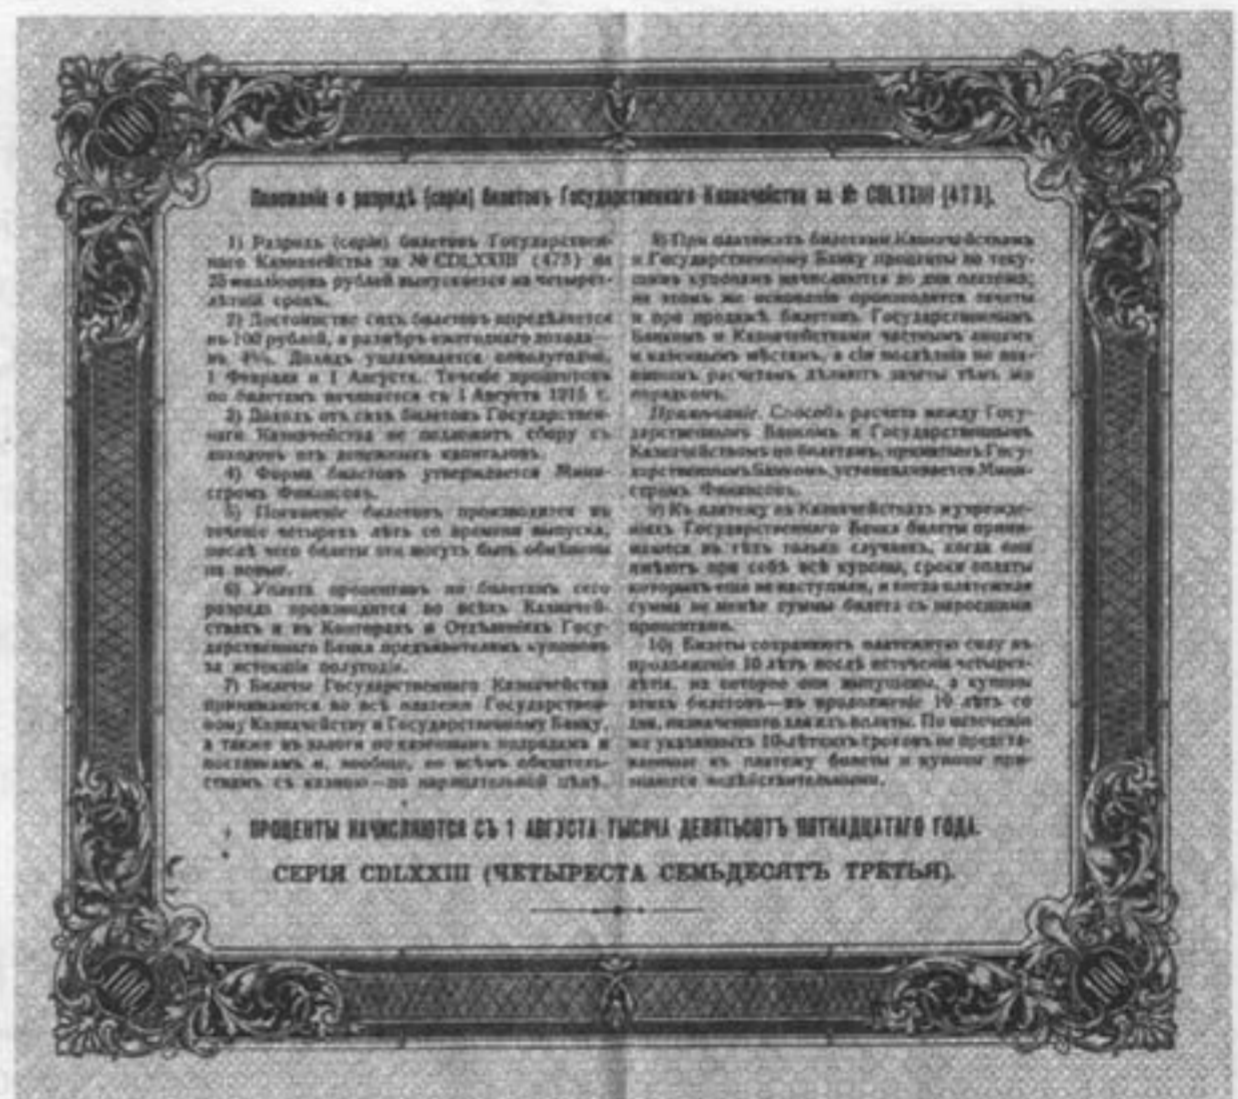 Положеніе о разрядѣ (серіи) билетовъ Государственнаго Казначейства за № CDLXXIII (473).
1) Разрядъ (серія) билетовъ Государствен-
наго Казначейства за № CDLXXIII (473) на
25 милліоновъ рублей выпускается на четырех-
лѣтній срокъ.
2) Достоинство сихъ билетовъ опредѣляется
въ 100 рублей, а размѣръ ежегоднаго дохода—
въ 4%. Доходъ уплачивается пополугодно,
1 Февраля и 1 Августа. Теченіе процентовъ
по билетамъ начинается съ 1 Августа 1915 г.
3) Доходъ отъ сихъ билетовъ Государствен-
наго Казначейства не подлежитъ сбору съ
доходовъ отъ денежныхъ капиталовъ.
4) Форма билетовъ утверждается Мини-
стромъ Финансовъ.
5) Погашеніе билетовъ производится въ
теченіе четырехъ лѣтъ со времени выпуска,
послѣ чего билеты эти могутъ быть обмѣнены
на новые.
6) Уплата процентовъ по билетамъ сего
разряда производится во всѣхъ Казначей-
ствахъ и въ Конторахъ и Отдѣленіяхъ Госу-
дарственнаго Банка предъявителямъ купоновъ
за истекшія полугодія.
7) Билеты Государственнаго Казначейства
принимаются во всѣ платежи Государствен-
ному Казначейству и Государственному Банку,
а также въ залоги по казеннымъ подрядамъ и
поставкамъ и, вообще, по всѣмъ обязатель-
ствамъ съ казною—по нарицательной цѣнѣ.
8) При платежахъ билетами Казначействамъ
и Государственному Банку проценты по теку-
щимъ купонамъ начисляются до дня платежа;
на этомъ же основаніи производятся зачеты
и при продажѣ билетовъ Государственнымъ
Банкомъ и Казначействами частнымъ лицамъ
и казеннымъ мѣстамъ, а сіи послѣднія по вза-
имнымъ расчетамъ дѣлаютъ зачеты тѣмъ же
порядкомъ.
Примѣчаніе. Способъ расчета между Госу-
дарственнымъ Банкомъ и Государственнымъ
Казначействомъ по билетамъ, принятымъ Госу-
дарственнымъ Банкомъ, устанавливается Мини-
стромъ Финансовъ.
9) Къ платежу въ Казначействахъ и учрежде-
ніяхъ Государственнаго Банка билеты прини-
маются въ тѣхъ только случаяхъ, когда они
имѣютъ при себѣ всѣ купоны, сроки оплаты
которыхъ еще не наступили, и когда платежная
сумма не менѣе суммы билета съ наросшими
процентами.
10) Билеты сохраняютъ платежную силу въ
продолженіе 10 лѣтъ послѣ истеченія четырех-
лѣтія, на которое они выпущены, а купоны
этихъ билетовъ—въ продолженіе 10 лѣтъ со
дня, назначеннаго для ихъ оплаты. По истеченіи
же указанныхъ 10-лѣтнихъ сроковъ не предста-
вленные къ платежу билеты и купоны при-
знаются недѣйствительными.
ПРОЦЕНТЫ НАЧИСЛЯЮТСЯ СЪ 1 АВГУСТА ТЫСЯЧА ДЕВЯТЬСОТЪ ПЯТНАДЦАТАГО ГОДА.
СЕРІЯ CDLXXIII (ЧЕТЫРЕСТА СЕМЬДЕСЯТЪ ТРЕТЬЯ).